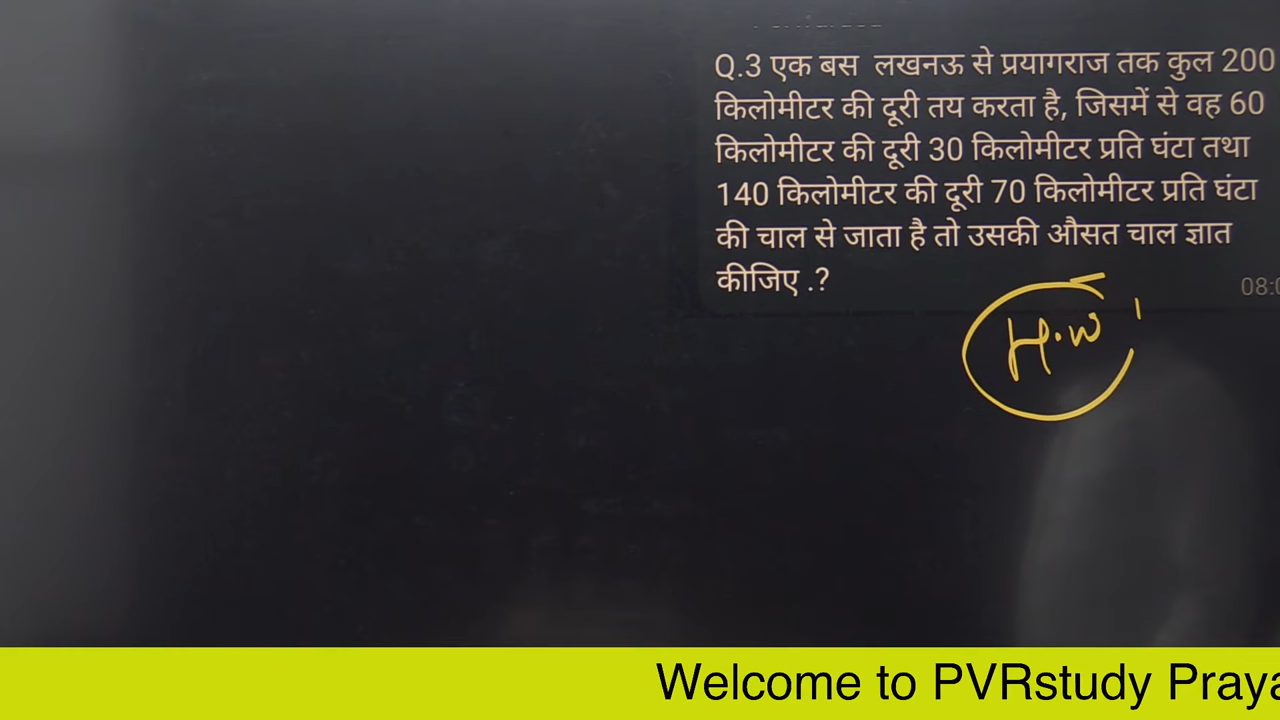 Q.3 एक बस लखनऊ से प्रयागराज तक कुल 200
किलोमीटर की दूरी तय करता है, जिसमें से वह 60
किलोमीटर की दूरी 30 किलोमीटर प्रति घंटा तथा
140 किलोमीटर की दूरी 70 किलोमीटर प्रति घंटा
की चाल से जाता है तो उसकी औसत चाल ज्ञात
कीजिए .?
08:
H.W
Welcome to PVRstudy Praya